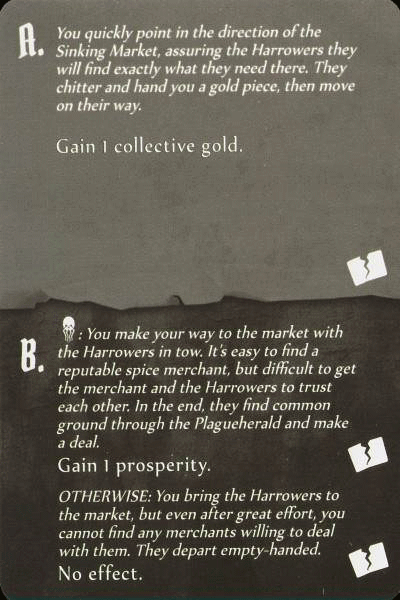 A. You quickly point in the direction of the
Sinking Market, assuring the Harrowers they
will find exactly what they need there. They
chitter and hand you a gold piece, then move
on their way.
Gain 1 collective gold.
B. : You make your way to the market with
the Harrowers in tow. It's easy to find a
reputable spice merchant, but difficult to get
the merchant and the Harrowers to trust
each other. In the end, they find common
ground through the Plagueherald and make
a deal.
Gain 1 prosperity.
OTHERWISE: You bring the Harrowers to
the market, but even after great effort, you
cannot find any merchants willing to deal
with them. They depart empty-handed.
No effect.